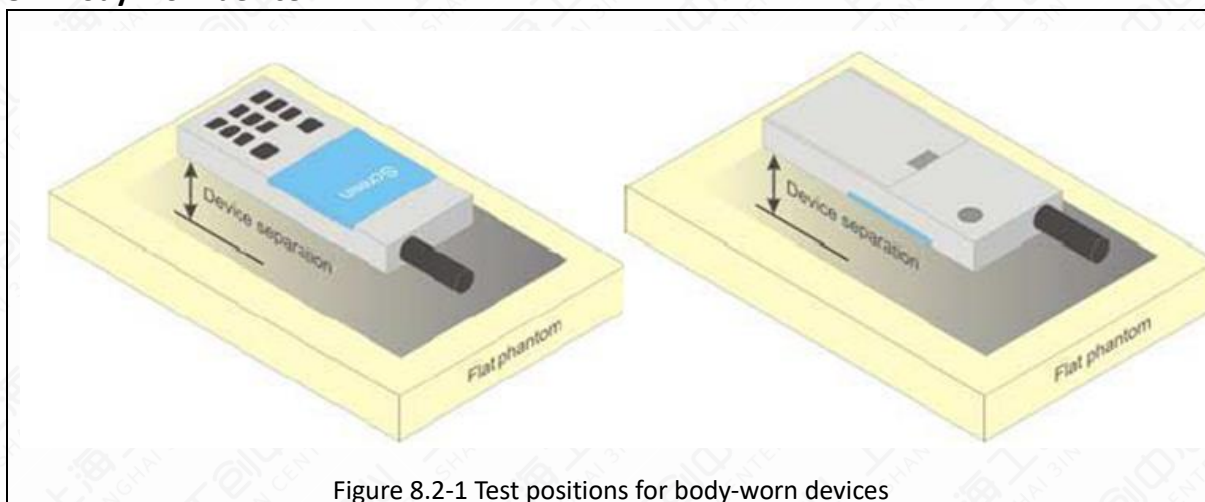 Screen
Device separation
Flat phantom
Device separation
Flat phantom
Figure 8.2-1 Test positions for body-worn devices